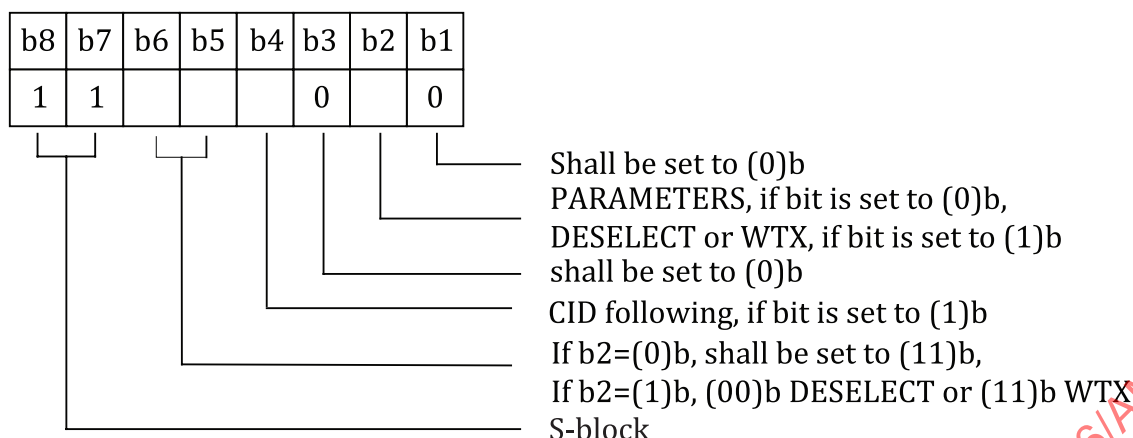 b8 b7 b6 b5 b4 b3 b2 b1
1 1 0 0
Shall be set to (0)b
PARAMETERS, if bit is set to (0)b,
DESELECT or WTX, if bit is set to (1)b
shall be set to (0)b
CID following, if bit is set to (1)b
If b2=(0)b, shall be set to (11)b,
If b2=(1)b, (00)b DESELECT or (11)b WTX
S-block